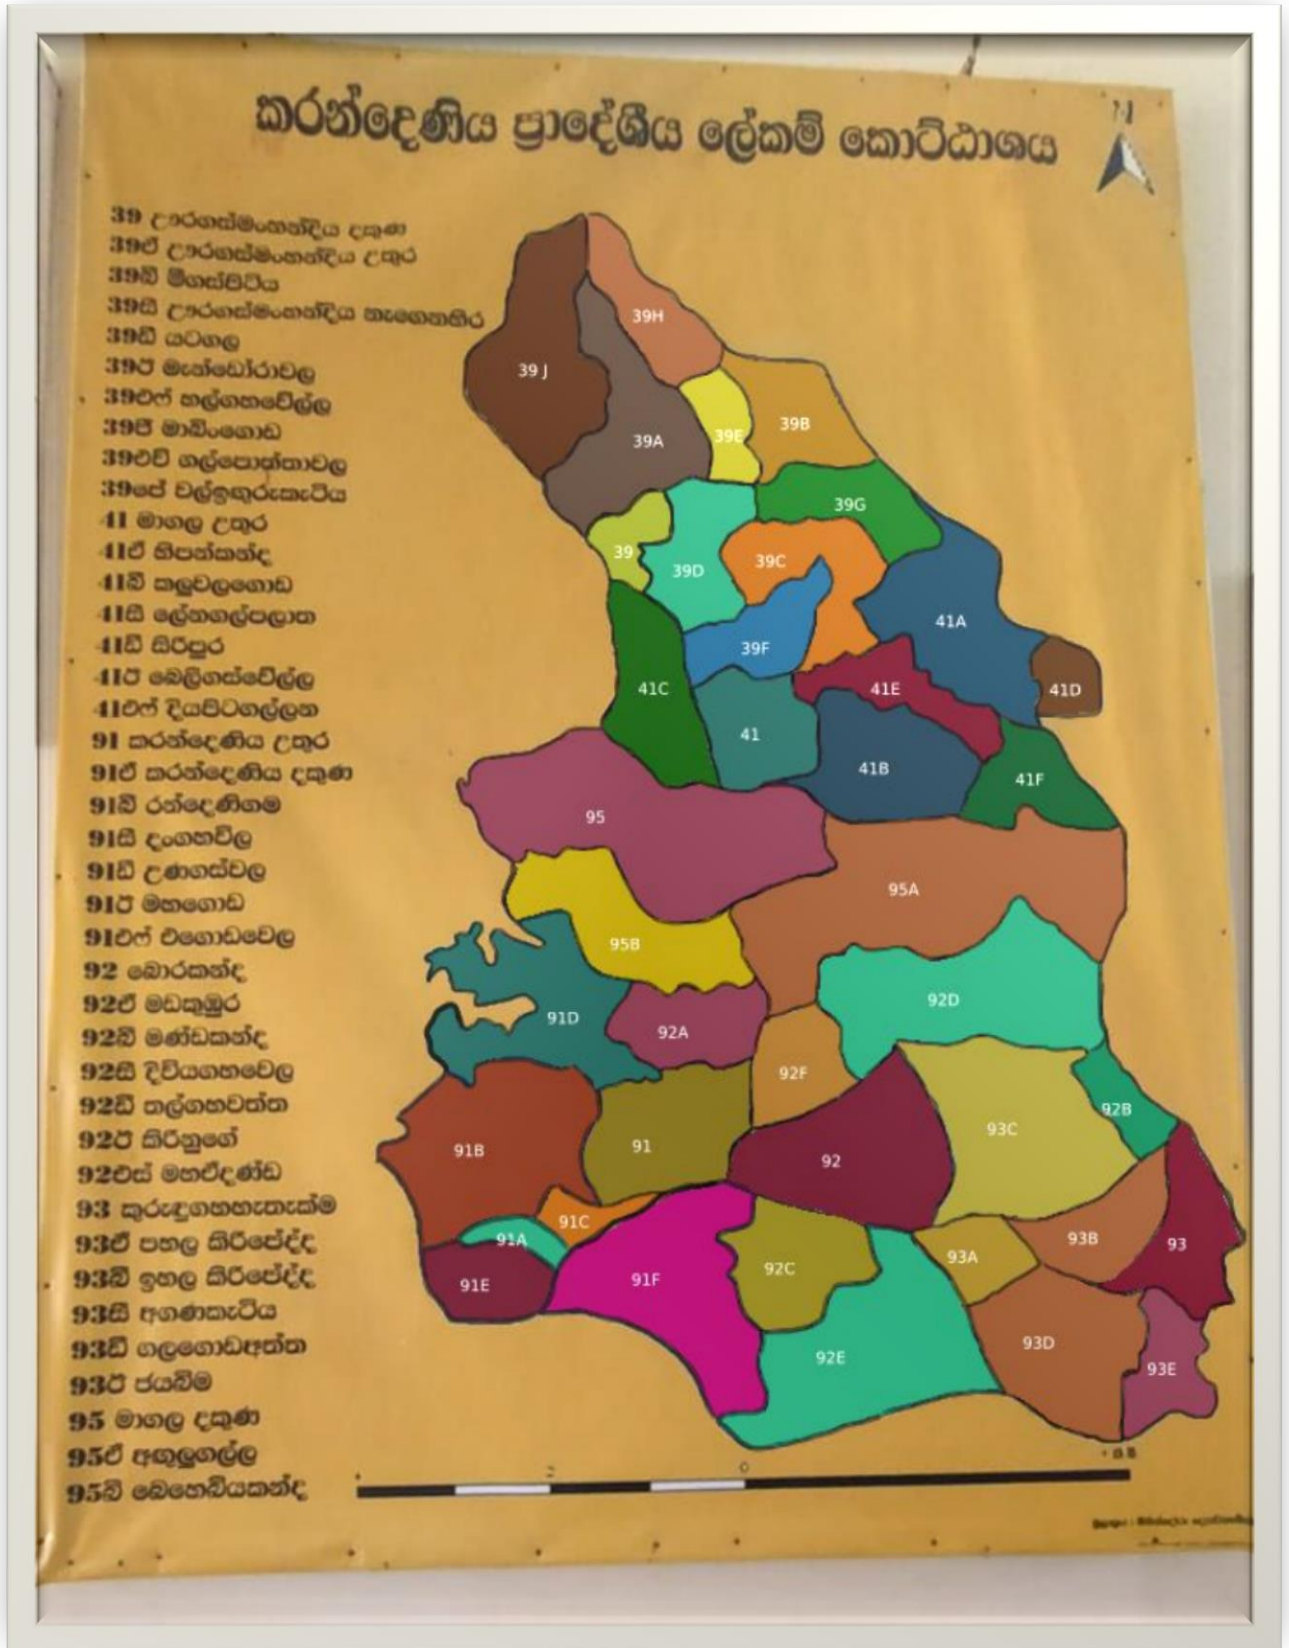 කරන්දෙණිය ප්‍රාදේශීය ලේකම් කොට්ඨාශය
N
39 ඌරගස්මංහන්දිය දකුණ
39ඒ ඌරගස්මංහන්දිය උතුර
39බී මීගස්පිටිය
39සී ඌරගස්මංහන්දිය නැගෙනහිර
39ඩී යටගල
39ඊ මැන්ඩෝරාවල
39එෆ් හල්ගහවේල්ල
39ජී මාබිංගොඩ
39එච් ගල්පොත්තාවල
39ජේ වල්ඉඟුරුකැටිය
41 මාගල උතුර
41ඒ හිපන්කන්ද
41බී කලුවලගොඩ
41සී ලේනගල්පලාත
41ඩී සිරිපුර
41ඊ බෙලිගස්වේල්ල
41එෆ් දියපිටගල්ලන
91 කරන්දෙණිය උතුර
91ඒ කරන්දෙණිය දකුණ
91බී රන්දෙණිගම
91සී දංගහවිල
91ඩී උණගස්වල
91ඊ මහගොඩ
91එෆ් එගොඩවෙල
92 බොරකන්ද
92ඒ මඩකුඹුර
92බී මණ්ඩකන්ද
92සී දිවියගහවෙල
92ඩී තල්ගහවත්ත
92ඊ කිරිනුගේ
92එස් මහඒදණ්ඩ
93 කුරුඳුගහහැතැක්ම
93ඒ පහල කිරිපේද්ද
93බී ඉහල කිරිපේද්ද
93සී අගණකැටිය
93ඩී ගලගොඩඅත්ත
93ඊ ජයබිම
95 මාගල දකුණ
95ඒ අඟුලුගල්ල
95බී බෙහෙබියකන්ද
39H
39 J
39B
39E
39A
39G
39
39C
39D
41A
39F
41C
41E
41D
41
41B
41F
95
95A
95B
92D
91D
92A
92F
92B
93C
91
91B
92
91C
91A
93B
93
93A
92C
91F
91E
93D
92E
93E